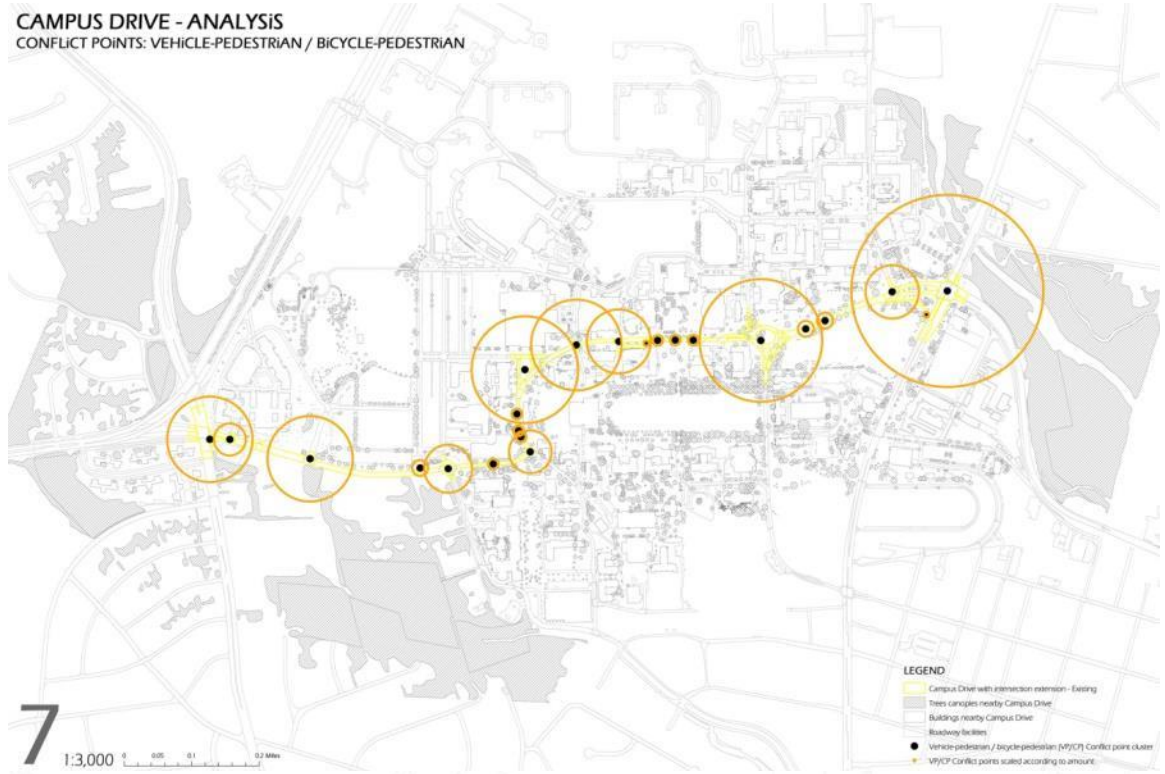 CAMPUS DRIVE - ANALYSiS
CONFLiCT POiNTS: VEHiCLE-PEDESTRiAN / BiCYCLE-PEDESTRiAN
LEGEND
Campus Drive with intersection extension - Existing
Trees canopies nearby Campus Drive
Buildings nearby Campus Drive
Roadway facilities
Vehicle-pedestrian / bicycle-pedestrian (VP/CP) Conflict point cluster
VP/CP Conflict points scaled according to amount
7
1:3,000
0 0.05 0.1 0.2 Miles